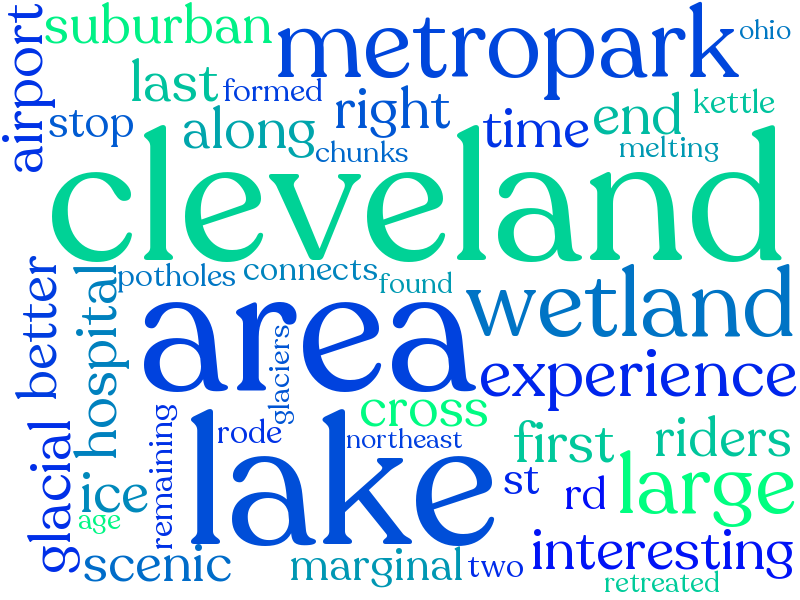 airport
suburban
metropark
ohio
last
formed
right
stop
along
chunks
time
end
kettle
melting
cleveland
potholes
connects
found
better
hospital
area
wetland
glaciers
experience
cross
remaining
rode
northeast
lake
first
riders
glacial
ice
age
st
rd
large
scenic
marginal
two
interesting
retreated